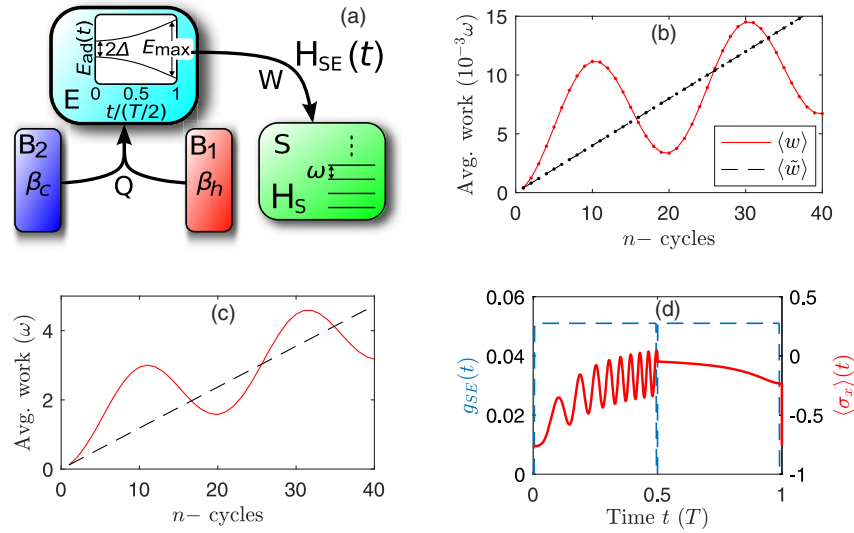 (a)
E_ad(t)
2Δ
E_max
0 0.5 1
t/(T/2)
E
H_SE(t)
W
B_2
β_c
Q
B_1
β_h
S
ω
H_S
(b)
Avg. work (10^{-3}ω)
15
10
5
0
0 10 20 30 40
n− cycles
⟨w⟩
⟨w̃⟩
(c)
Avg. work (ω)
4
2
0
0 10 20 30 40
n− cycles
(d)
g_{SE}(t)
0.06
0.04
0.02
0
0 0.5 1
Time t (T)
0.5
0
-0.5
-1
⟨σ_x⟩(t)